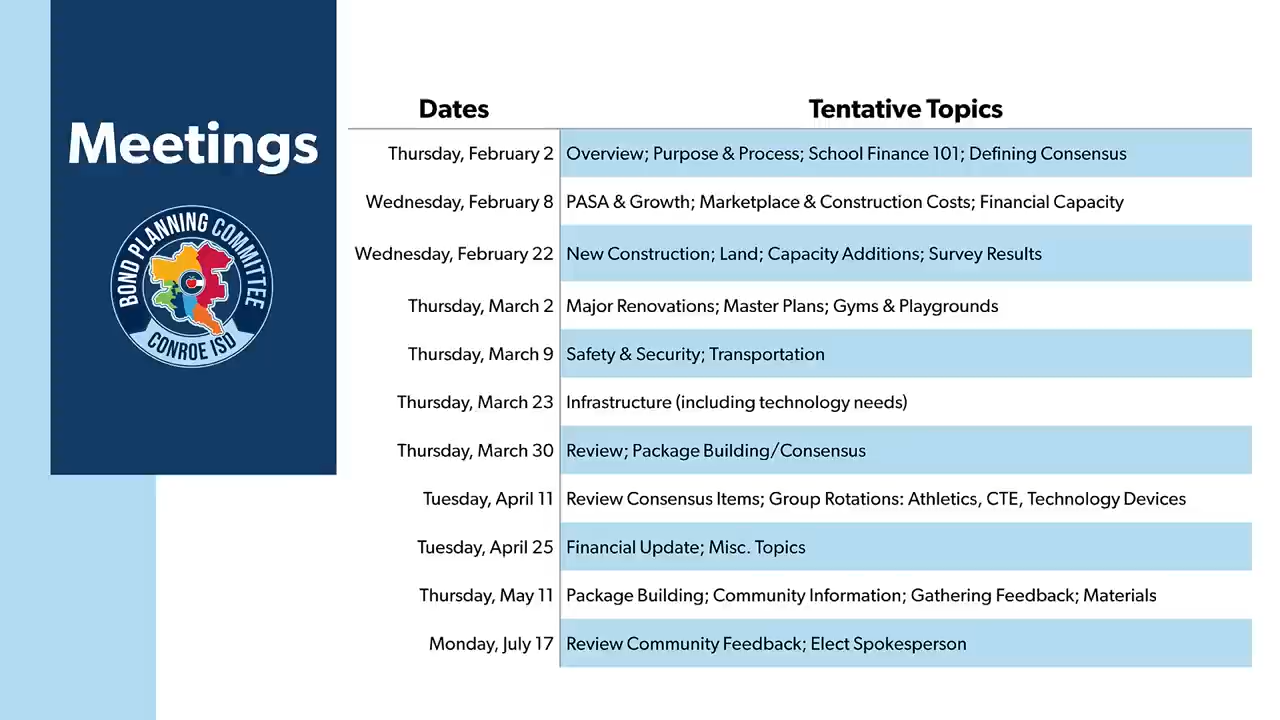 Meetings
BOND PLANNING COMMITTEE
C
CONROE ISD
Dates Tentative Topics
Thursday, February 2 Overview; Purpose & Process; School Finance 101; Defining Consensus
Wednesday, February 8 PASA & Growth; Marketplace & Construction Costs; Financial Capacity
Wednesday, February 22 New Construction; Land; Capacity Additions; Survey Results
Thursday, March 2 Major Renovations; Master Plans; Gyms & Playgrounds
Thursday, March 9 Safety & Security; Transportation
Thursday, March 23 Infrastructure (including technology needs)
Thursday, March 30 Review; Package Building/Consensus
Tuesday, April 11 Review Consensus Items; Group Rotations: Athletics, CTE, Technology Devices
Tuesday, April 25 Financial Update; Misc. Topics
Thursday, May 11 Package Building; Community Information; Gathering Feedback; Materials
Monday, July 17 Review Community Feedback; Elect Spokesperson